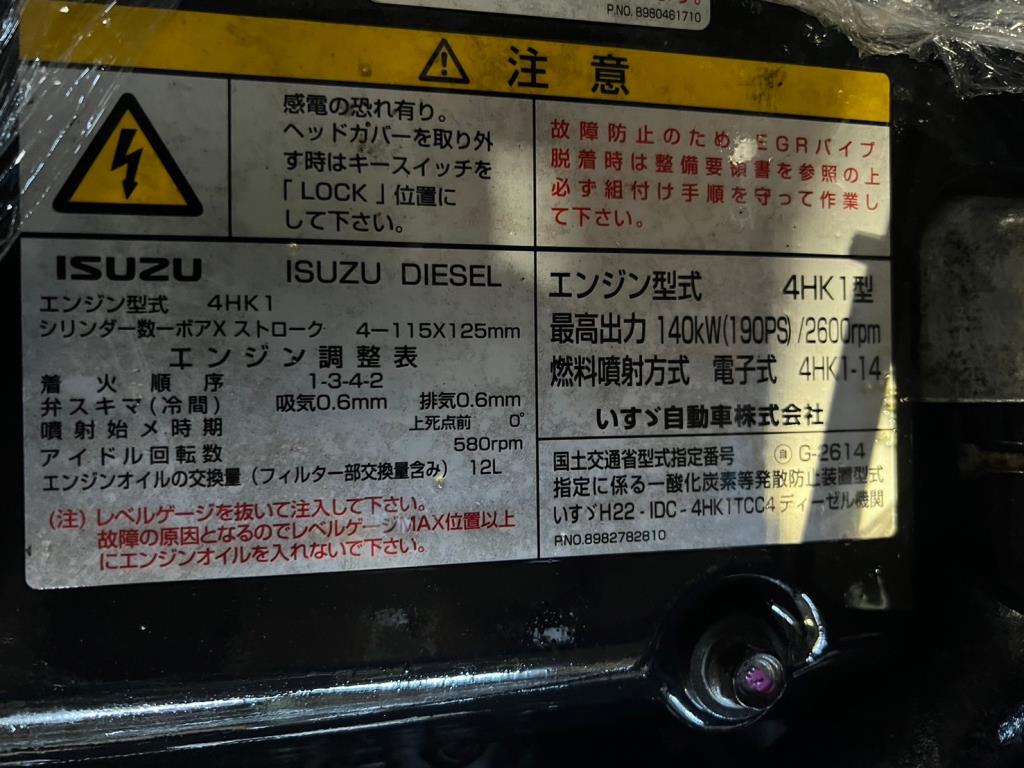 P.NO. 8980461710
注意
感電の恐れ有り。
ヘッドカバーを取り外
す時はキースイッチを
「LOCK」位置に
して下さい。
故障防止のため、EGRパイプ
脱着時は整備要領書を参照の上
必ず組付け手順を守って作業し
て下さい。
ISUZU ISUZU DIESEL
エンジン型式 4HK1
シリンダー数ーボアX ストローク 4ー115X125mm
エンジン調整表
着火順序 1-3-4-2
弁スキマ(冷間) 吸気0.6mm 排気0.6mm
噴射始メ時期 上死点前 0°
アイドル回転数 580rpm
エンジンオイルの交換量(フィルター部交換量含み) 12L
(注) レベルゲージを抜いて注入して下さい。
故障の原因となるのでレベルゲージMAX位置以上
にエンジンオイルを入れないで下さい。
エンジン型式 4HK1型
最高出力 140kW(190PS)/2600rpm
燃料噴射方式 電子式 4HK1-14
いすゞ自動車株式会社
国土交通省型式指定番号 ㊂ G-2614
指定に係る一酸化炭素等発散防止装置型式
いすゞH22-IDC-4HK1TCC4ディーゼル機関
P.NO.8982782810